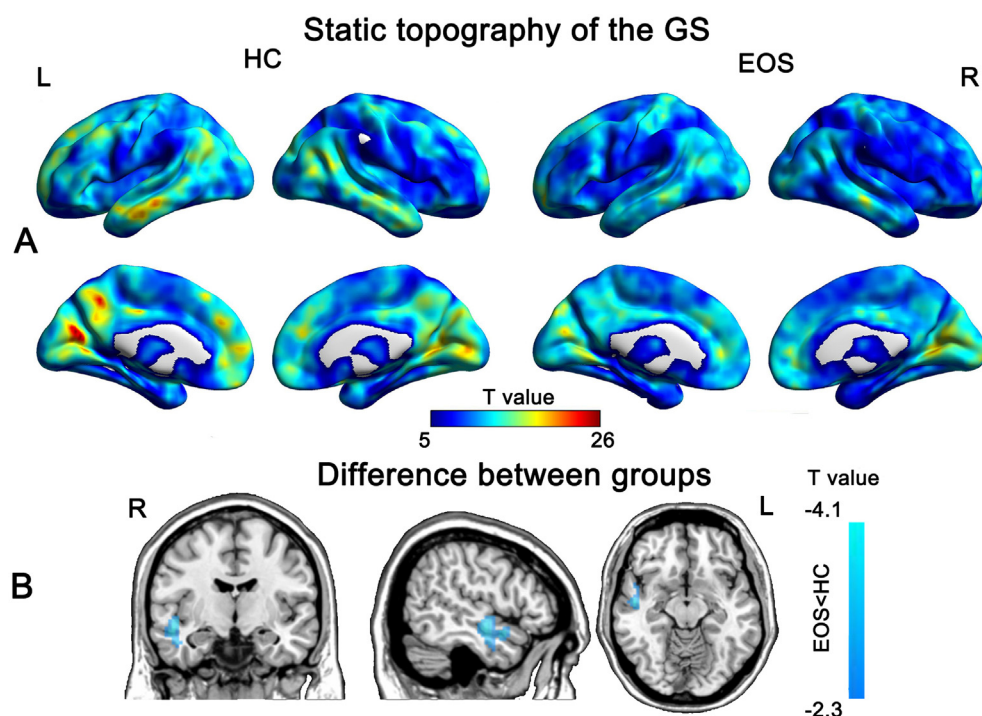 Static topography of the GS
L HC EOS R
A
T value
5 26
Difference between groups
R L T value
-4.1
B
EOS<HC
-2.3